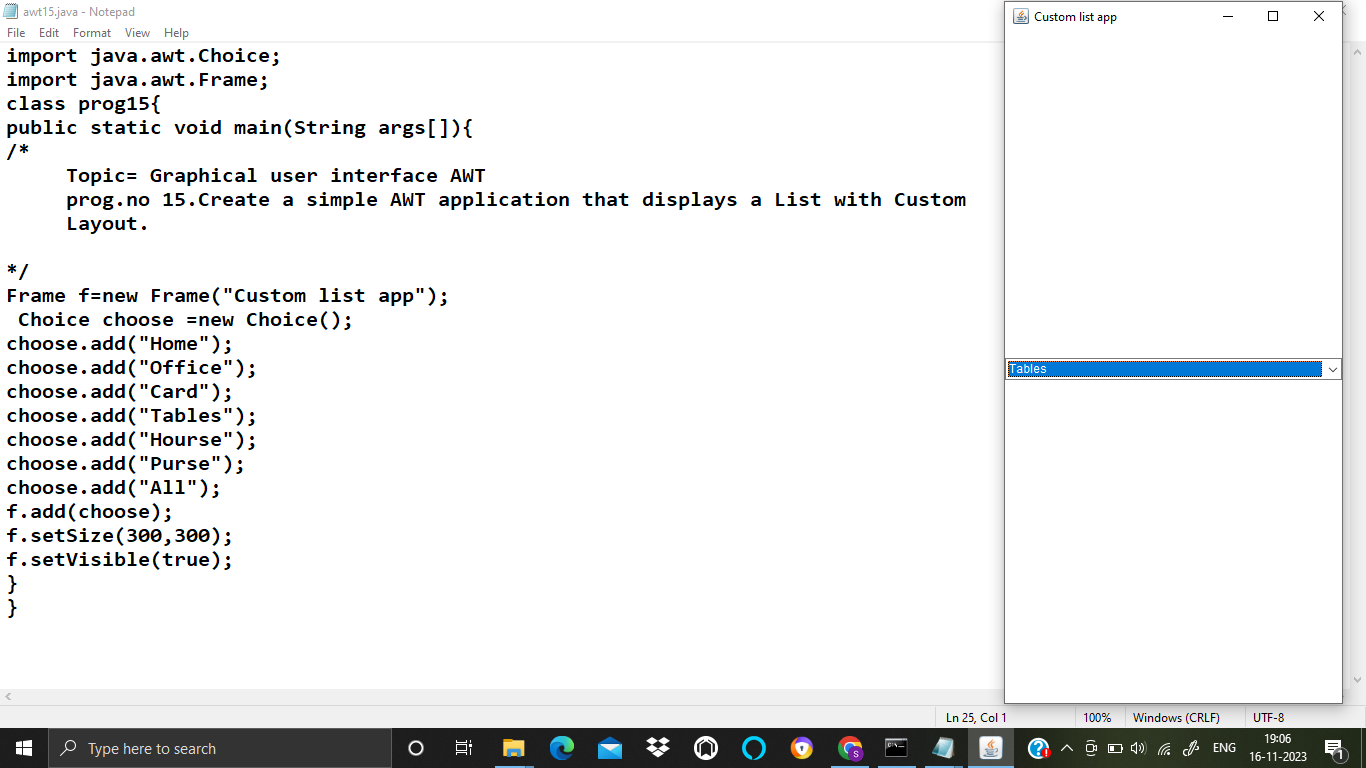 awt15.java - Notepad
File Edit Format View Help
import java.awt.Choice;
import java.awt.Frame;
class prog15{
public static void main(String args[]){
/*
Topic= Graphical user interface AWT
prog.no 15.Create a simple AWT application that displays a List with Custom
Layout.
*/
Frame f=new Frame("Custom list app");
Choice choose =new Choice();
choose.add("Home");
choose.add("Office");
choose.add("Card");
choose.add("Tables");
choose.add("Hourse");
choose.add("Purse");
choose.add("All");
f.add(choose);
f.setSize(300,300);
f.setVisible(true);
}
}
Custom list app
Tables
Ln 25, Col 1 100% Windows (CRLF) UTF-8
Type here to search
S
C:\_
ENG
19:06
16-11-2023
1